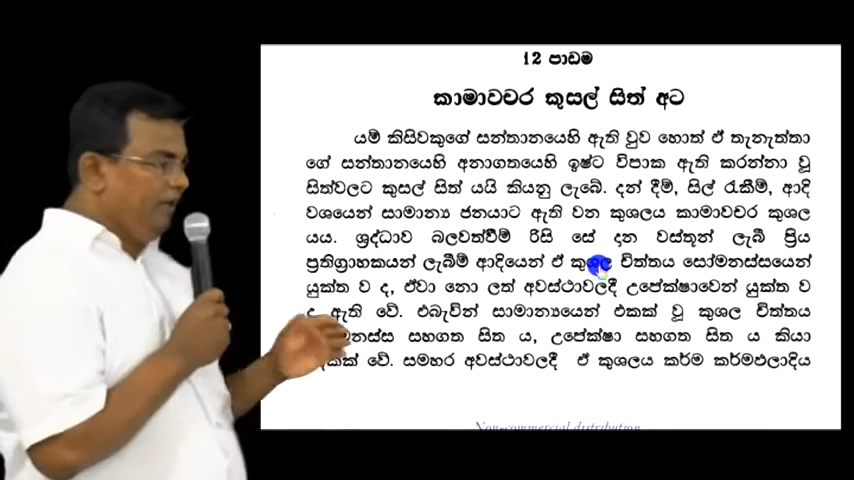 12 පාඩම
කාමාවචර කුසල් සිත් අට
යම් කිසිවකුගේ සන්තානයෙහි ඇති වුව හොත් ඒ තැනැත්තා
ගේ සන්තානයෙහි අනාගතයෙහි ඉෂ්ට විපාක ඇති කරන්නා වූ
සිත්වලට කුසල් සිත් යයි කියනු ලැබේ. දන් දීම්, සිල් රැකීම්, ආදි
වශයෙන් සාමාන්‍ය ජනයාට ඇති වන කුශලය කාමාවචර කුශල
යය. ශ්‍රද්ධාව බලවත්වීම් රිසි සේ දාන වස්තූන් ලැබී ප්‍රිය
ප්‍රතිග්‍රාහකයන් ලැබීම් ආදියෙන් ඒ කුශල චිත්තය සෝමනස්සයෙන්
යුක්ත ව ද, ඒවා නො ලත් අවස්ථාවලදී උපේක්ෂාවෙන් යුක්ත ව
ද ඇති වේ. එබැවින් සාමාන්‍යයෙන් එකක් වූ කුශල චිත්තය
සහගත සිත ය, උපේක්ෂා සහගත සිත ය කියා
වේ. සමහර අවස්ථාවලදී ඒ කුශලය කර්ම කර්මඵලාදිය
Non-commercial distribution